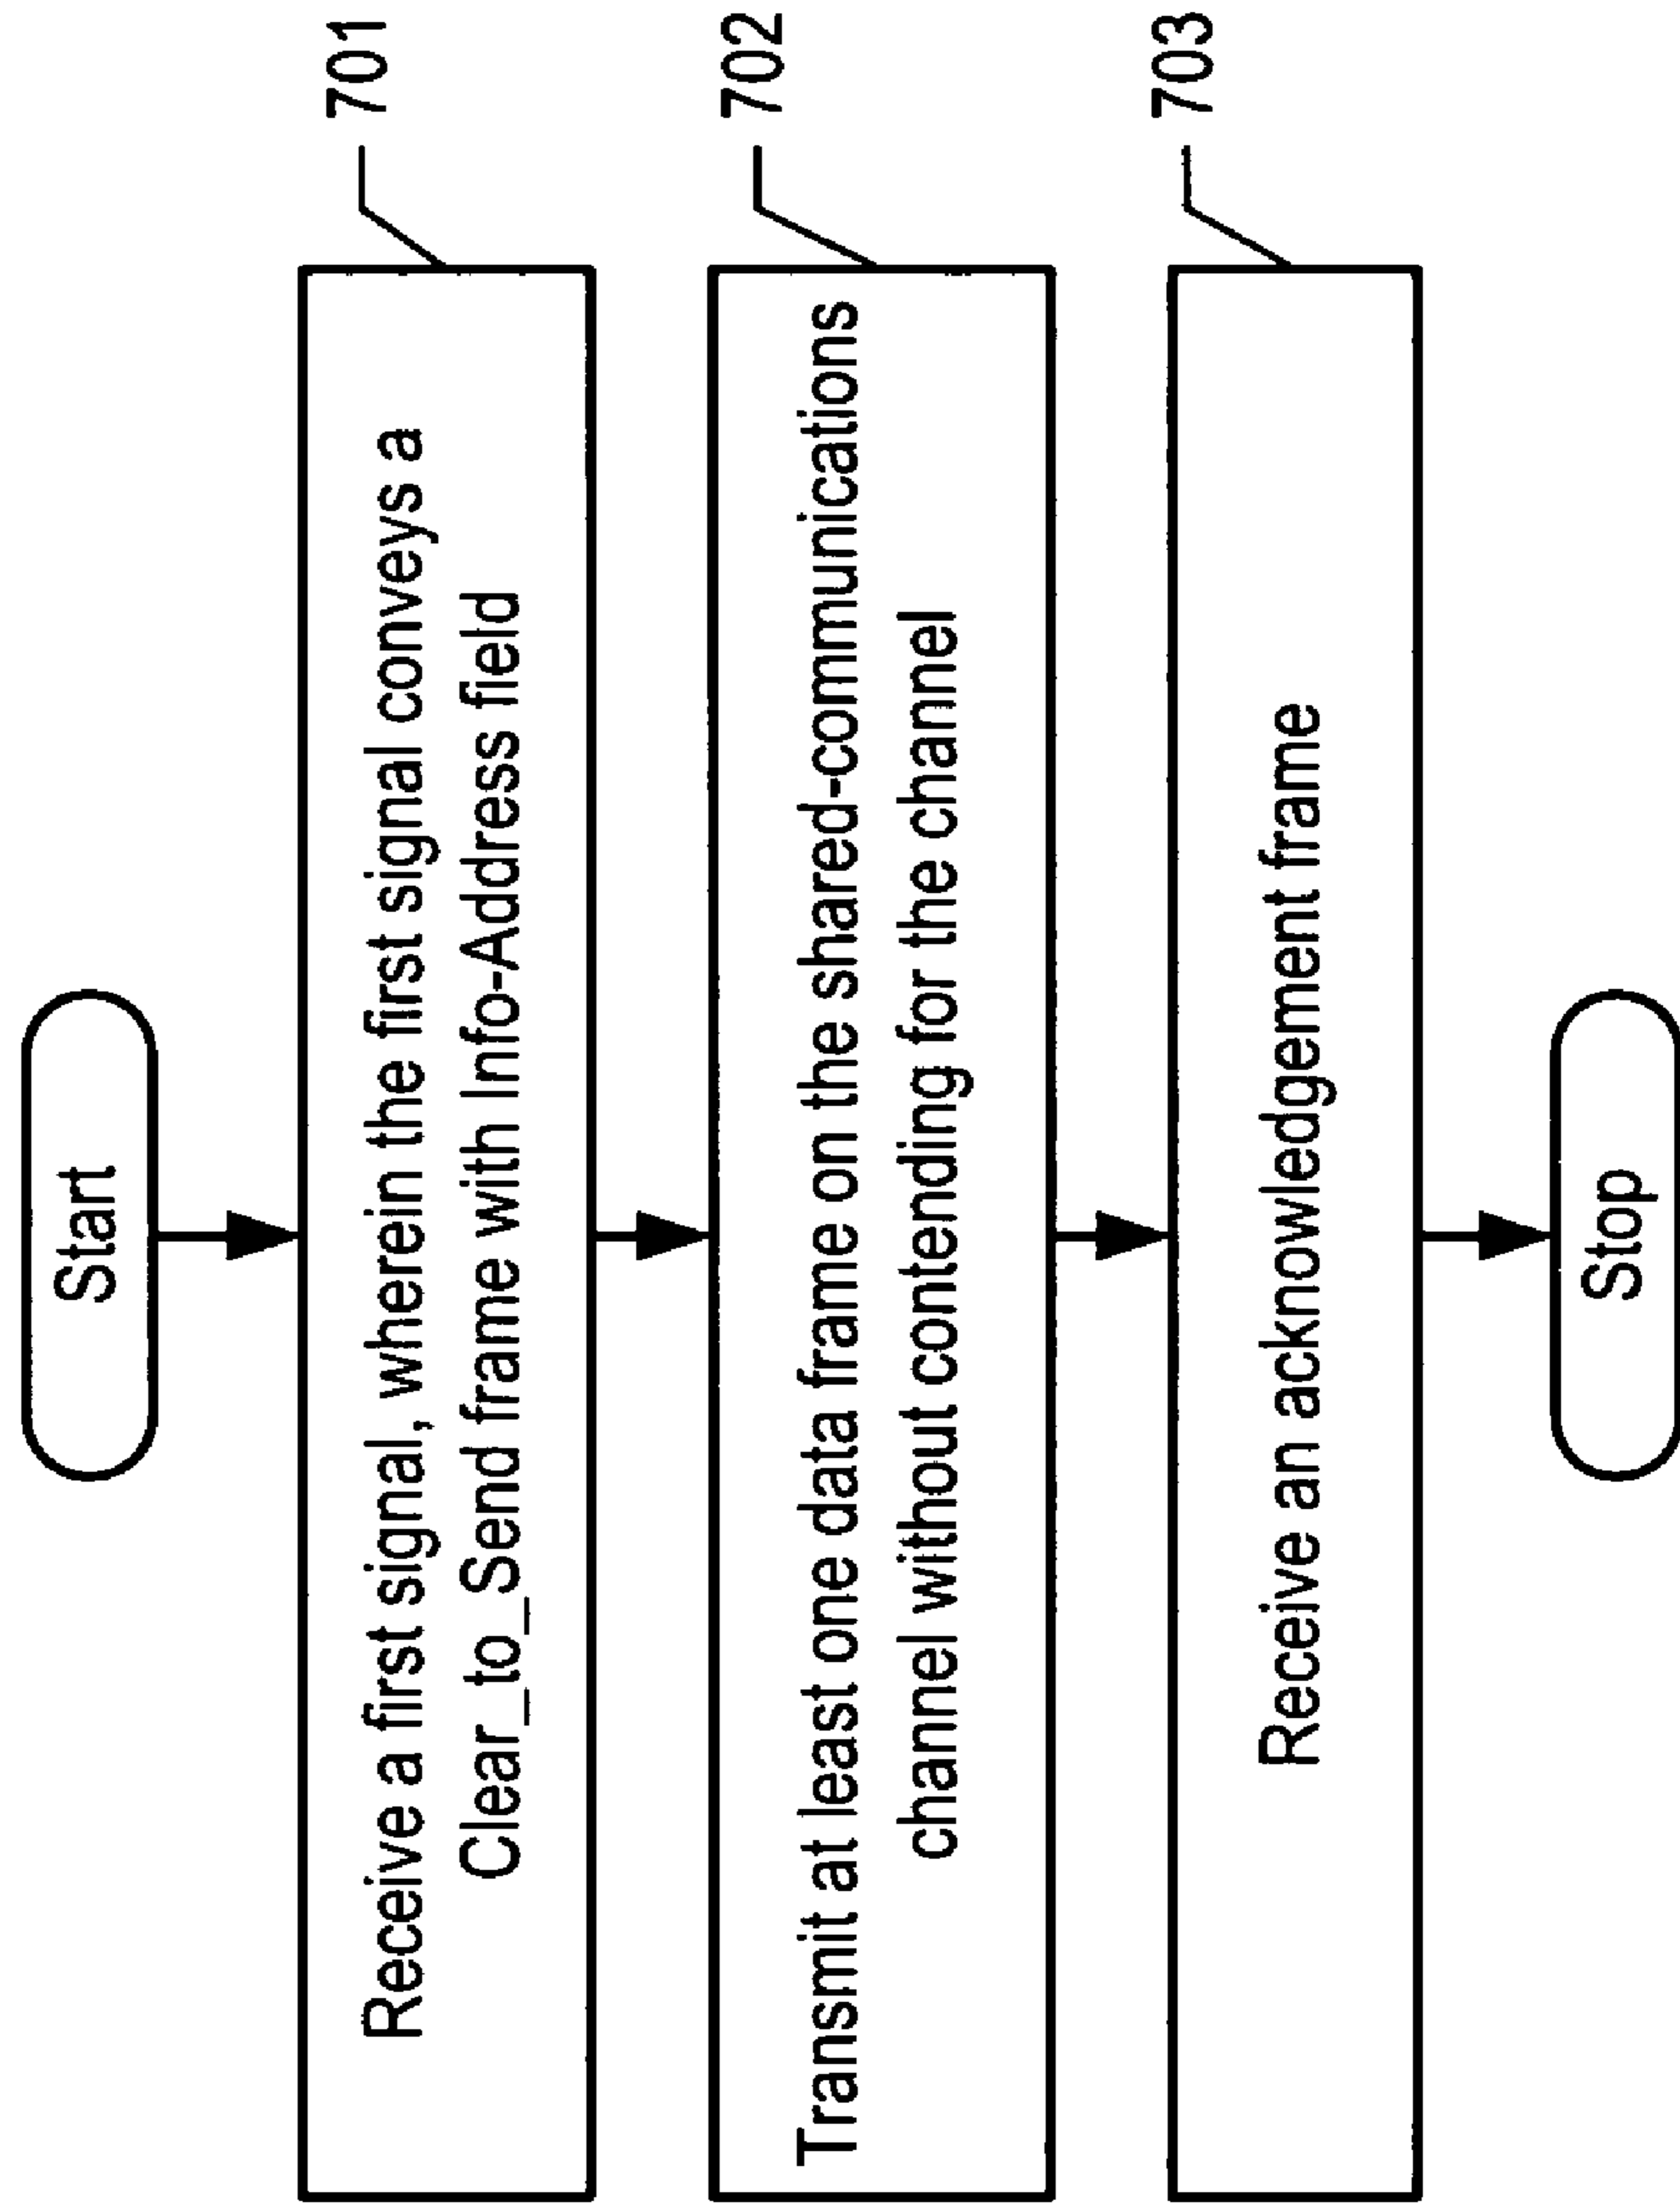 Start
Receive a first signal, wherein the first signal conveys a
Clear_to_Send frame with Info-Address field
701
Transmit at least one data frame on the shared-communications
channel without contending for the channel
702
Receive an acknowledgement frame
703
Stop